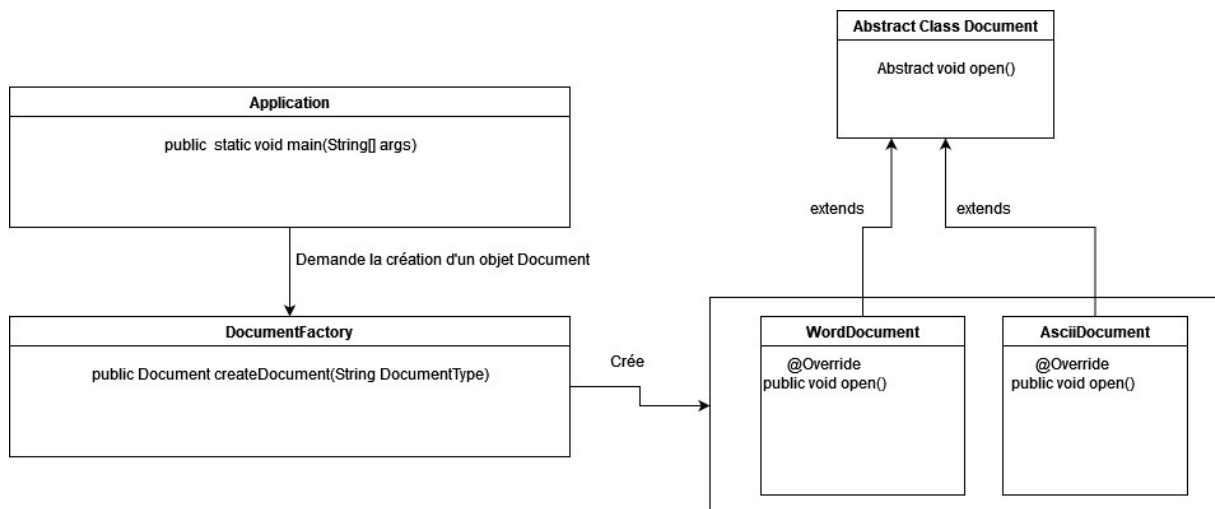 Abstract Class Document
Abstract void open()
Application
public static void main(String[] args)
extends
extends
Demande la création d'un objet Document
DocumentFactory
public Document createDocument(String DocumentType)
Crée
WordDocument
@Override
public void open()
AsciiDocument
@Override
public void open()